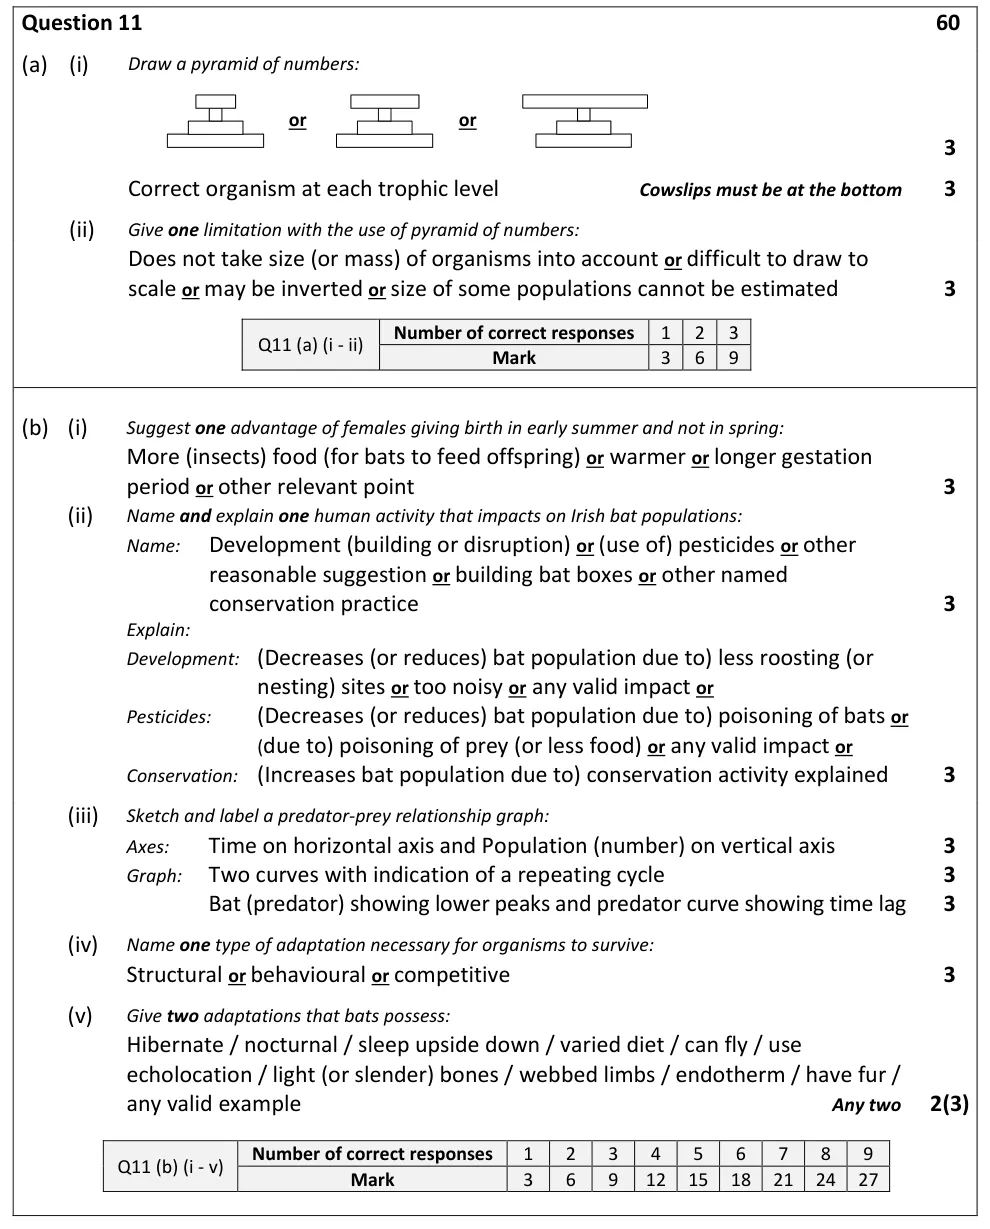 Question 11 60
(a) (i) Draw a pyramid of numbers:
or or
3
Correct organism at each trophic level Cowslips must be at the bottom 3
(ii) Give one limitation with the use of pyramid of numbers:
Does not take size (or mass) of organisms into account or difficult to draw to
scale or may be inverted or size of some populations cannot be estimated 3
Q11 (a) (i - ii) Number of correct responses 1 2 3
Mark 3 6 9
(b) (i) Suggest one advantage of females giving birth in early summer and not in spring:
More (insects) food (for bats to feed offspring) or warmer or longer gestation
period or other relevant point 3
(ii) Name and explain one human activity that impacts on Irish bat populations:
Name: Development (building or disruption) or (use of) pesticides or other
reasonable suggestion or building bat boxes or other named
conservation practice 3
Explain:
Development: (Decreases (or reduces) bat population due to) less roosting (or
nesting) sites or too noisy or any valid impact or
Pesticides: (Decreases (or reduces) bat population due to) poisoning of bats or
(due to) poisoning of prey (or less food) or any valid impact or
Conservation: (Increases bat population due to) conservation activity explained 3
(iii) Sketch and label a predator-prey relationship graph:
Axes: Time on horizontal axis and Population (number) on vertical axis 3
Graph: Two curves with indication of a repeating cycle 3
Bat (predator) showing lower peaks and predator curve showing time lag 3
(iv) Name one type of adaptation necessary for organisms to survive:
Structural or behavioural or competitive 3
(v) Give two adaptations that bats possess:
Hibernate / nocturnal / sleep upside down / varied diet / can fly / use
echolocation / light (or slender) bones / webbed limbs / endotherm / have fur /
any valid example Any two 2(3)
Q11 (b) (i - v) Number of correct responses 1 2 3 4 5 6 7 8 9
Mark 3 6 9 12 15 18 21 24 27